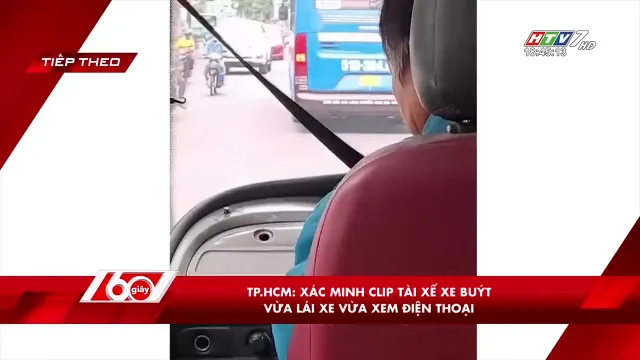 TIẾP THEO
HTV7 HD
18:45:13
60 giây
TP.HCM: XÁC MINH CLIP TÀI XẾ XE BUÝT
VỪA LÁI XE VỪA XEM ĐIỆN THOẠI